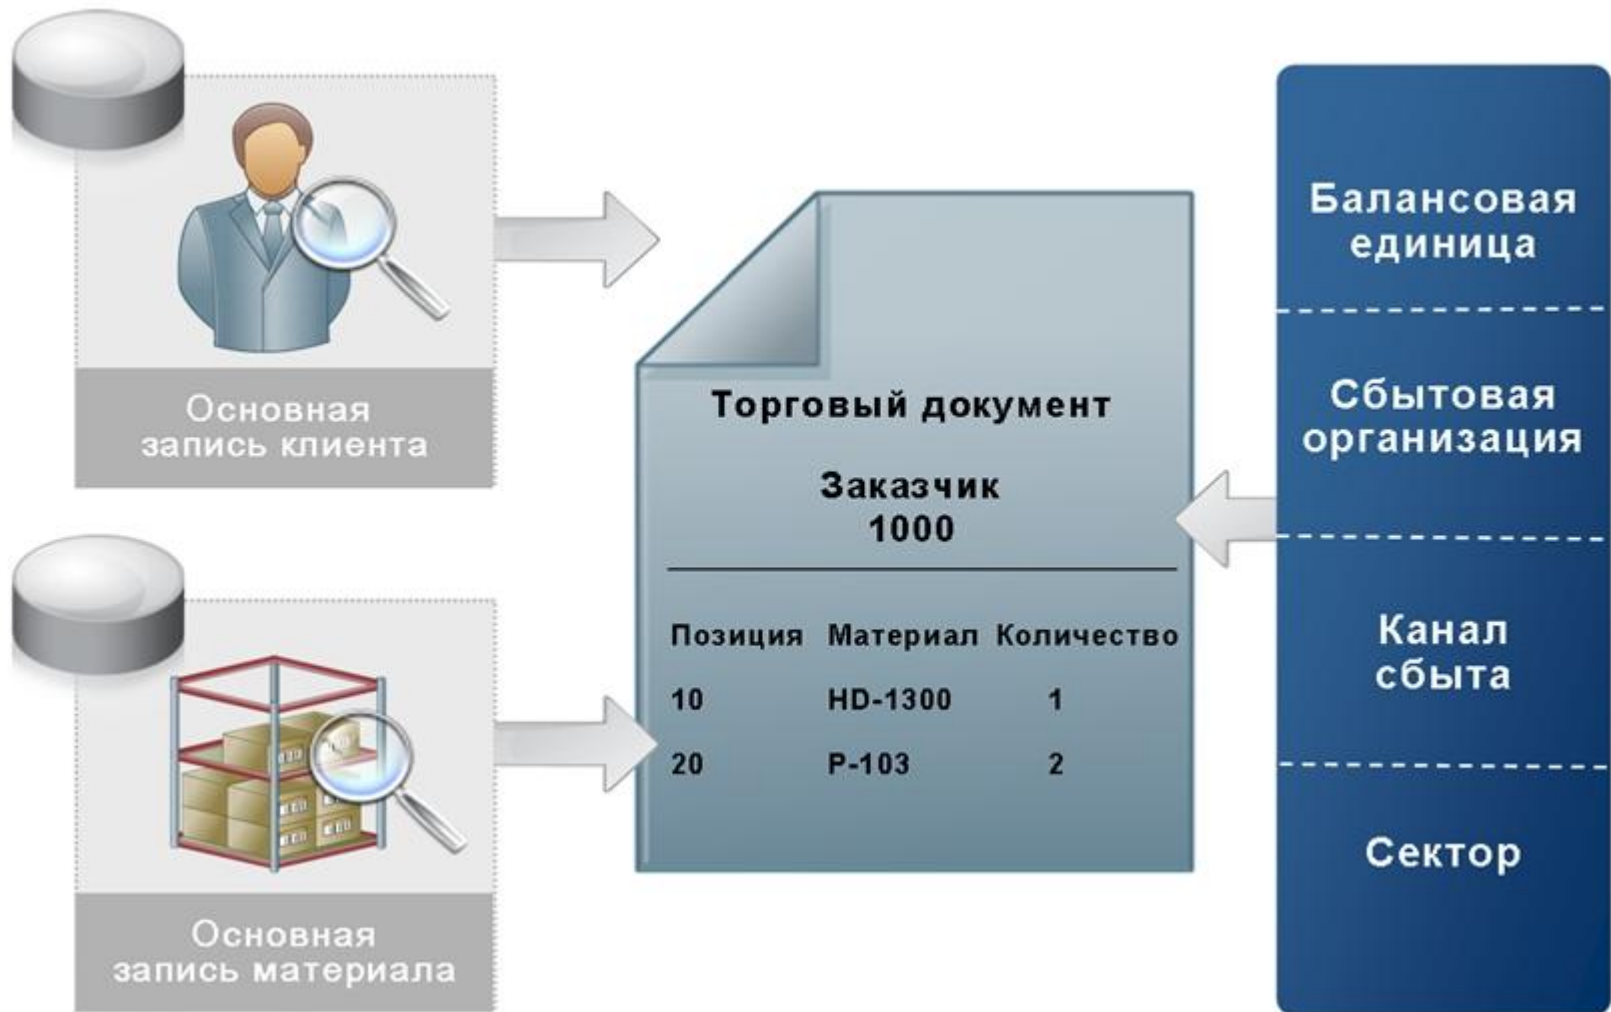 Основная
запись клиента
Основная
запись материала
Торговый документ
Заказчик
1000
Позиция Материал Количество
10 HD-1300 1
20 P-103 2
Балансовая
единица
Сбытовая
организация
Канал
сбыта
Сектор